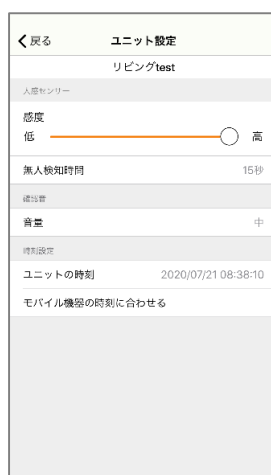 戻る ユニット設定
リビングtest
人感センサー
感度
低 高
無人検知時間 15秒
確認音
音量 中
時刻設定
ユニットの時刻 2020/07/21 08:38:10
モバイル機器の時刻に合わせる